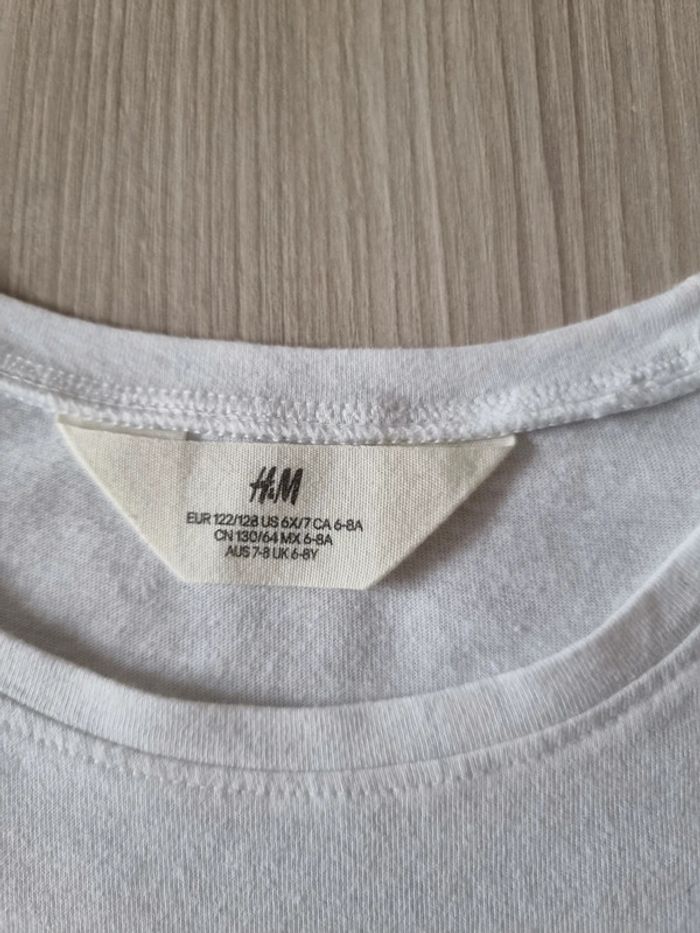 H&M
EUR 122/128 US 6X/7 CA 6-8A
CN 130/64 MX 6-8A
AUS 7-8 UK 6-8Y